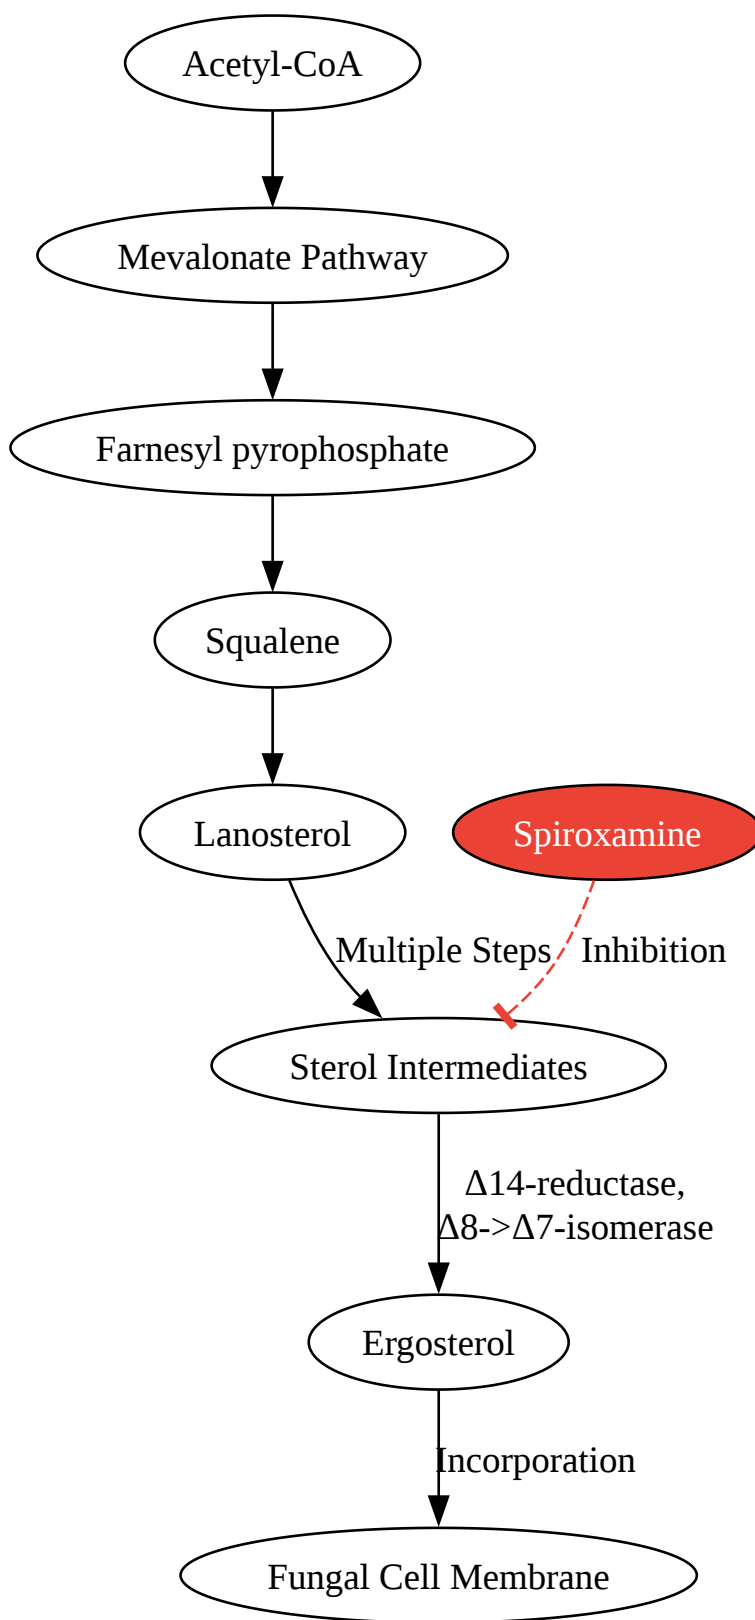 Acetyl-CoA
Mevalonate Pathway
Farnesyl pyrophosphate
Squalene
Lanosterol
Spiroxamine
Multiple Steps
Inhibition
Sterol Intermediates
Δ14-reductase,
Δ8->Δ7-isomerase
Ergosterol
Incorporation
Fungal Cell Membrane